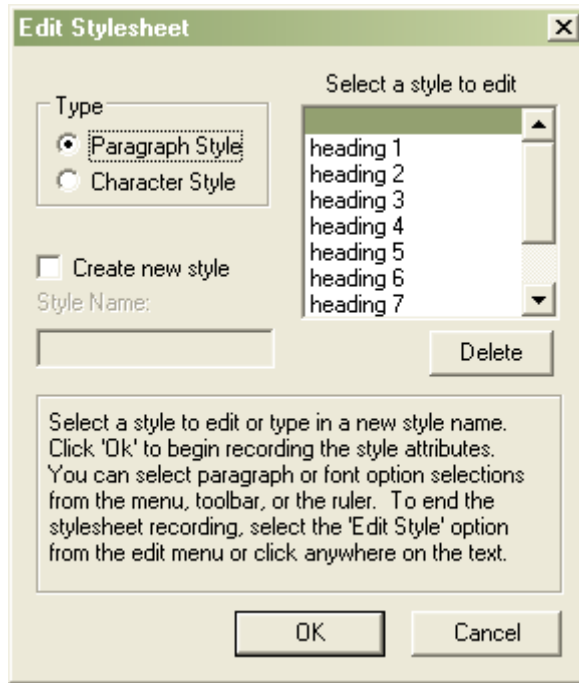 Edit Stylesheet
Type
Paragraph Style
Character Style
Create new style
Style Name:
Select a style to edit
heading 1
heading 2
heading 3
heading 4
heading 5
heading 6
heading 7
Delete
Select a style to edit or type in a new style name.
Click 'Ok' to begin recording the style attributes.
You can select paragraph or font option selections
from the menu, toolbar, or the ruler. To end the
stylesheet recording, select the 'Edit Style' option
from the edit menu or click anywhere on the text.
OK
Cancel